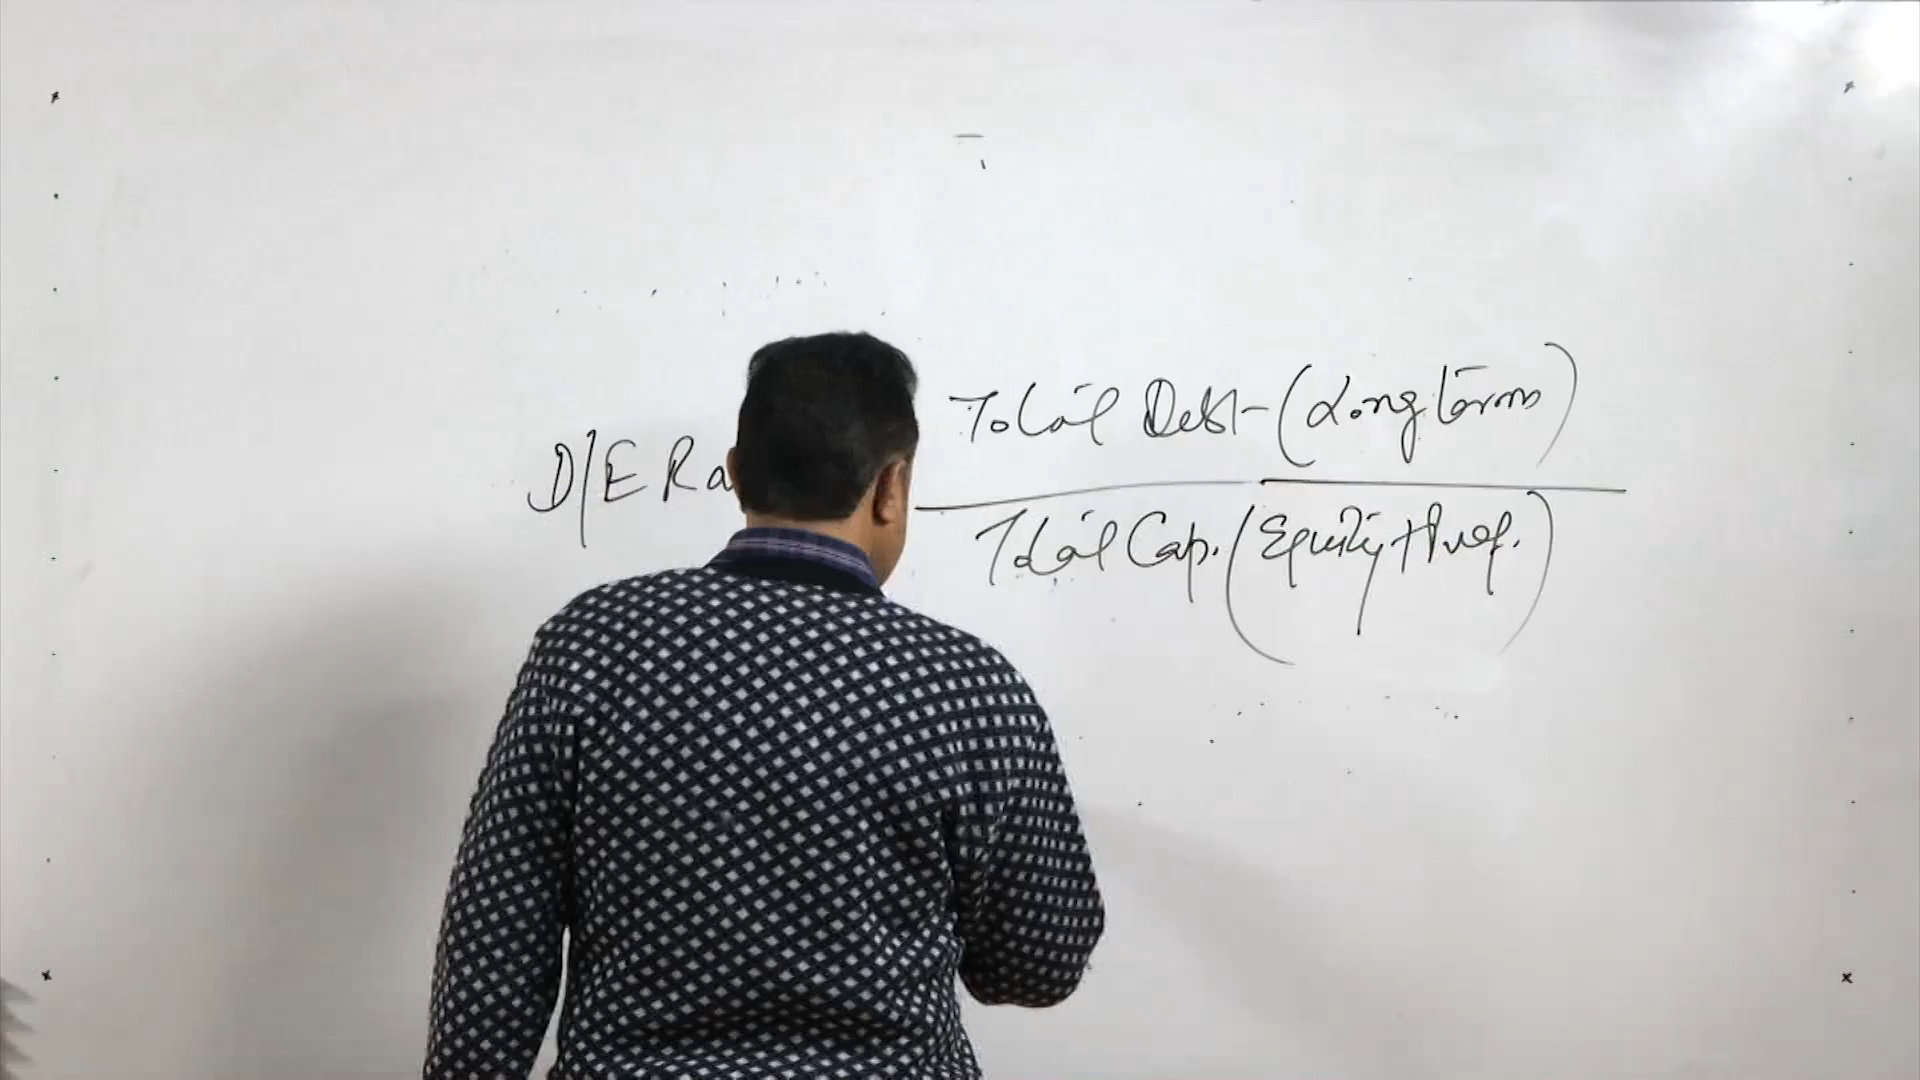 Total Debt (Long term)
D/E Ra
Total Cap. (Equity + Pref.)